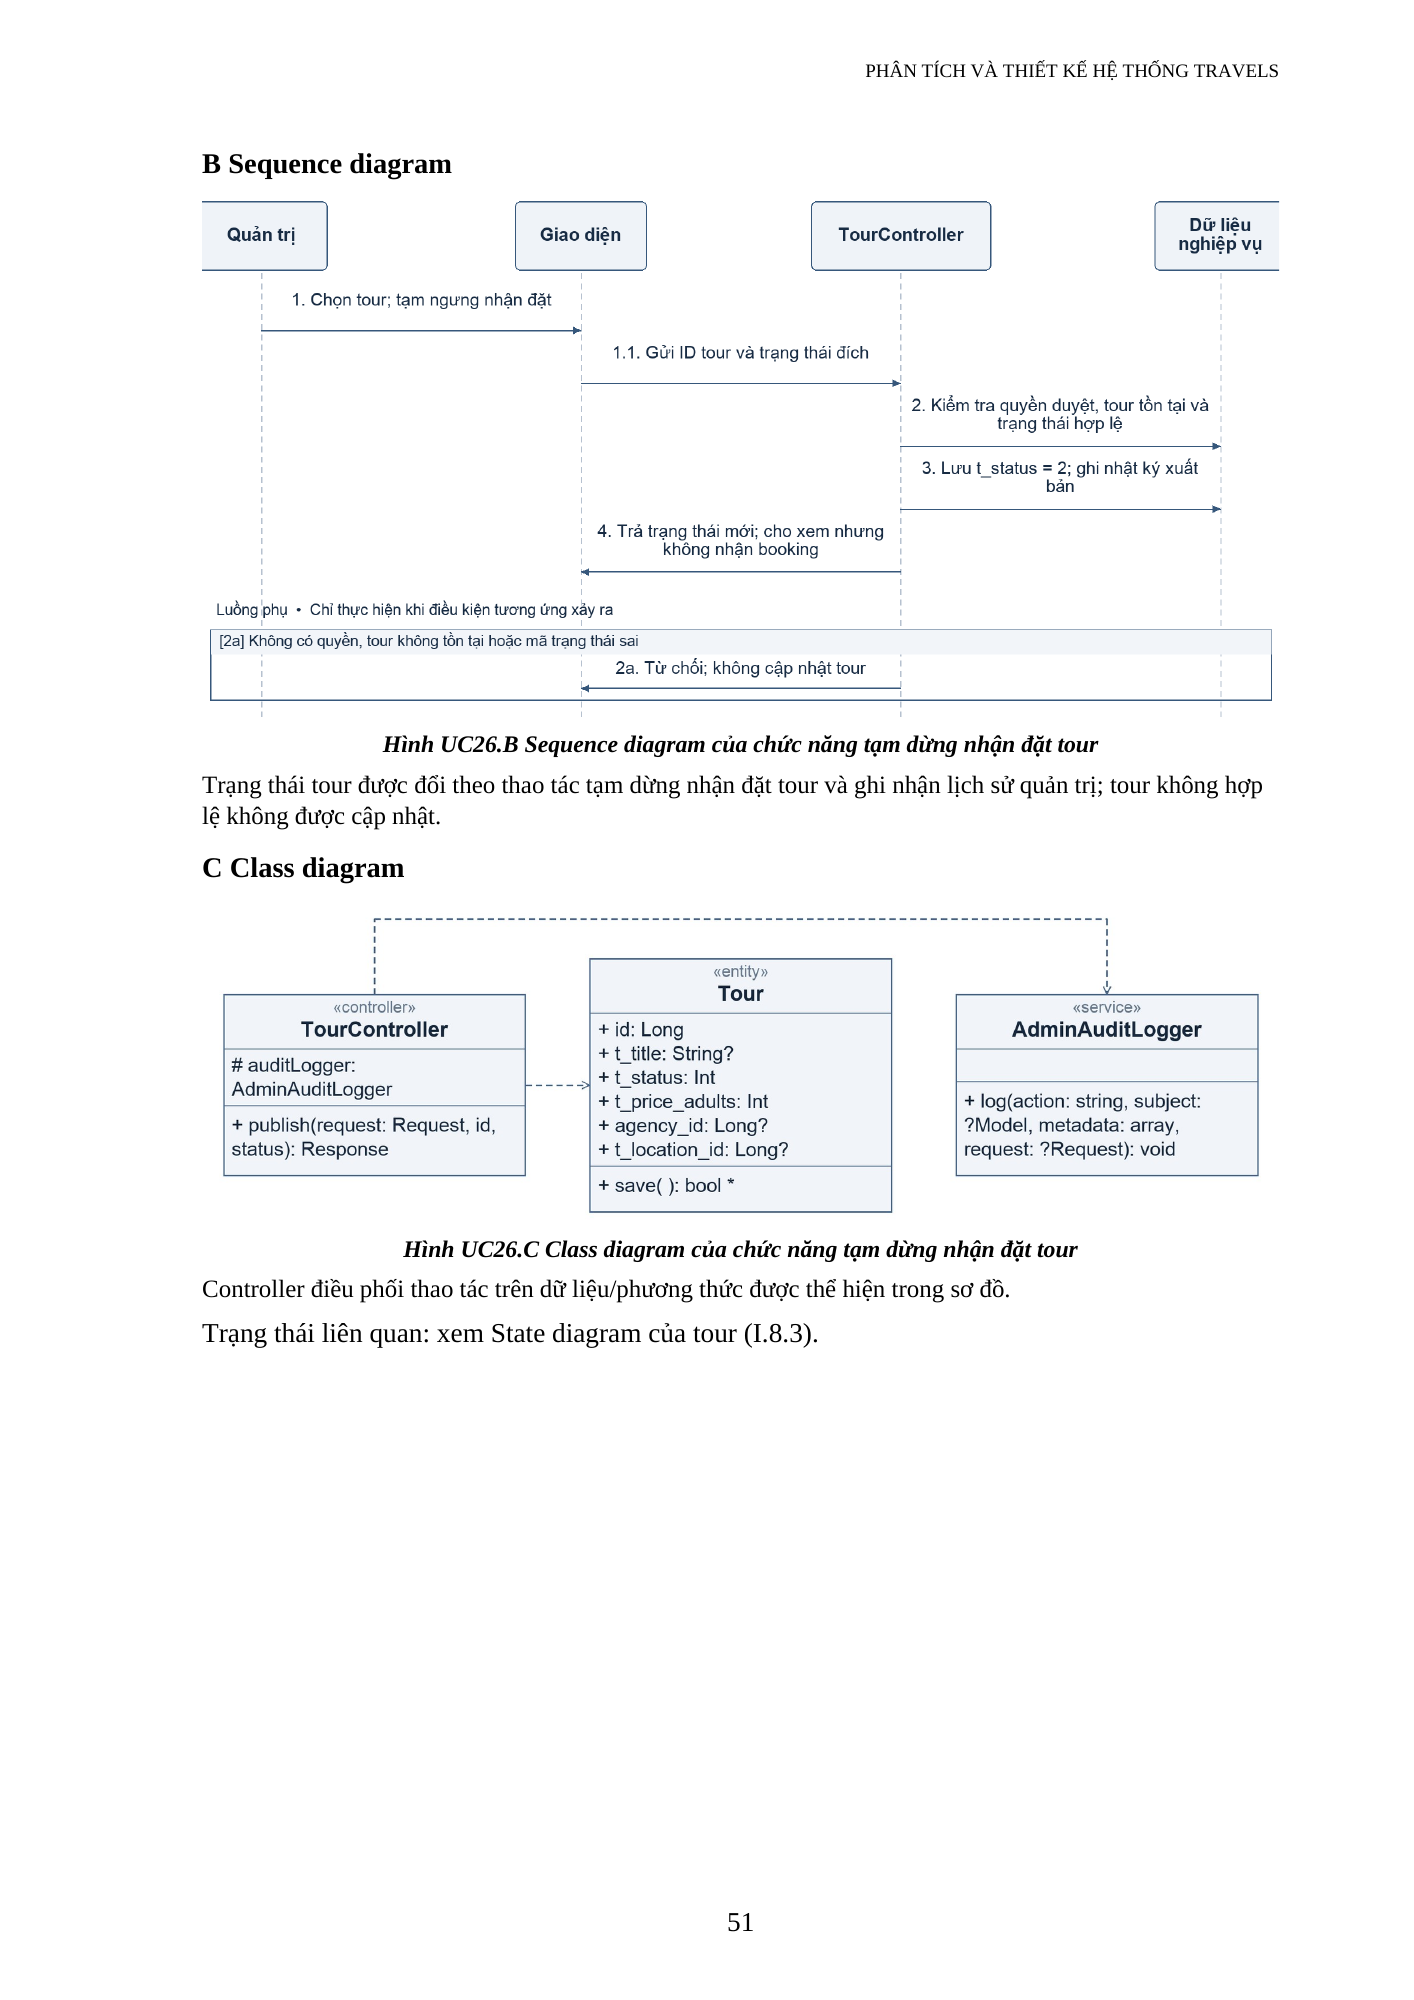 PHÂN TÍCH VÀ THIẾT KẾ HỆ THỐNG TRAVELS
B Sequence diagram
Quản trị
Giao diện
TourController
Dữ liệu
nghiệp vụ
1. Chọn tour; tạm ngưng nhận đặt
1.1. Gửi ID tour và trạng thái đích
2. Kiểm tra quyền duyệt, tour tồn tại và
trạng thái hợp lệ
3. Lưu t_status = 2; ghi nhật ký xuất
bản
4. Trả trạng thái mới; cho xem nhưng
không nhận booking
Luồng phụ • Chỉ thực hiện khi điều kiện tương ứng xảy ra
[2a] Không có quyền, tour không tồn tại hoặc mã trạng thái sai
2a. Từ chối; không cập nhật tour
Hình UC26.B Sequence diagram của chức năng tạm dừng nhận đặt tour
Trạng thái tour được đổi theo thao tác tạm dừng nhận đặt tour và ghi nhận lịch sử quản trị; tour không hợp
lệ không được cập nhật.
C Class diagram
«controller»
TourController
# auditLogger:
AdminAuditLogger
+ publish(request: Request, id,
status): Response
«entity»
Tour
+ id: Long
+ t_title: String?
+ t_status: Int
+ t_price_adults: Int
+ agency_id: Long?
+ t_location_id: Long?
+ save( ): bool *
«service»
AdminAuditLogger
+ log(action: string, subject:
?Model, metadata: array,
request: ?Request): void
Hình UC26.C Class diagram của chức năng tạm dừng nhận đặt tour
Controller điều phối thao tác trên dữ liệu/phương thức được thể hiện trong sơ đồ.
Trạng thái liên quan: xem State diagram của tour (I.8.3).
51